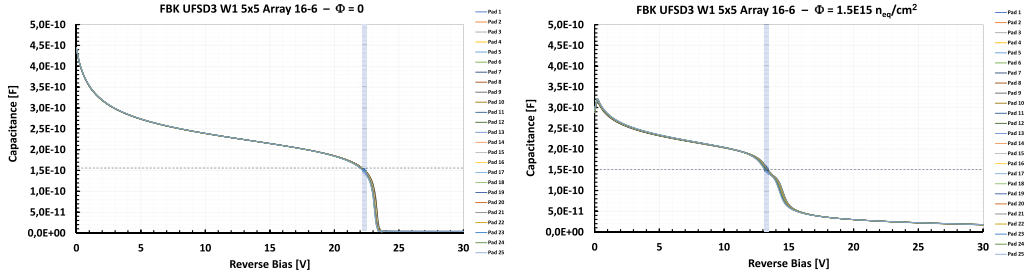 FBK UFSD3 W1 5x5 Array 16-6 – Φ = 0
Capacitance [F]
5,0E-10
4,5E-10
4,0E-10
3,5E-10
3,0E-10
2,5E-10
2,0E-10
1,5E-10
1,0E-10
5,0E-11
0,0E+00
0
5
10
15
20
25
30
Reverse Bias [V]
Pad 1
Pad 2
Pad 3
Pad 4
Pad 5
Pad 6
Pad 7
Pad 8
Pad 9
Pad 10
Pad 11
Pad 12
Pad 13
Pad 14
Pad 15
Pad 16
Pad 17
Pad 18
Pad 19
Pad 20
Pad 21
Pad 22
Pad 23
Pad 24
Pad 25
FBK UFSD3 W1 5x5 Array 16-6 – Φ = 1.5E15 neq/cm2
Capacitance [F]
5,0E-10
4,5E-10
4,0E-10
3,5E-10
3,0E-10
2,5E-10
2,0E-10
1,5E-10
1,0E-10
5,0E-11
0,0E+00
0
5
10
15
20
25
30
Reverse Bias [V]
Pad 1
Pad 2
Pad 3
Pad 4
Pad 5
Pad 6
Pad 7
Pad 8
Pad 9
Pad 10
Pad 11
Pad 12
Pad 13
Pad 14
Pad 15
Pad 16
Pad 17
Pad 18
Pad 19
Pad 20
Pad 21
Pad 22
Pad 23
Pad 24
Pad 25